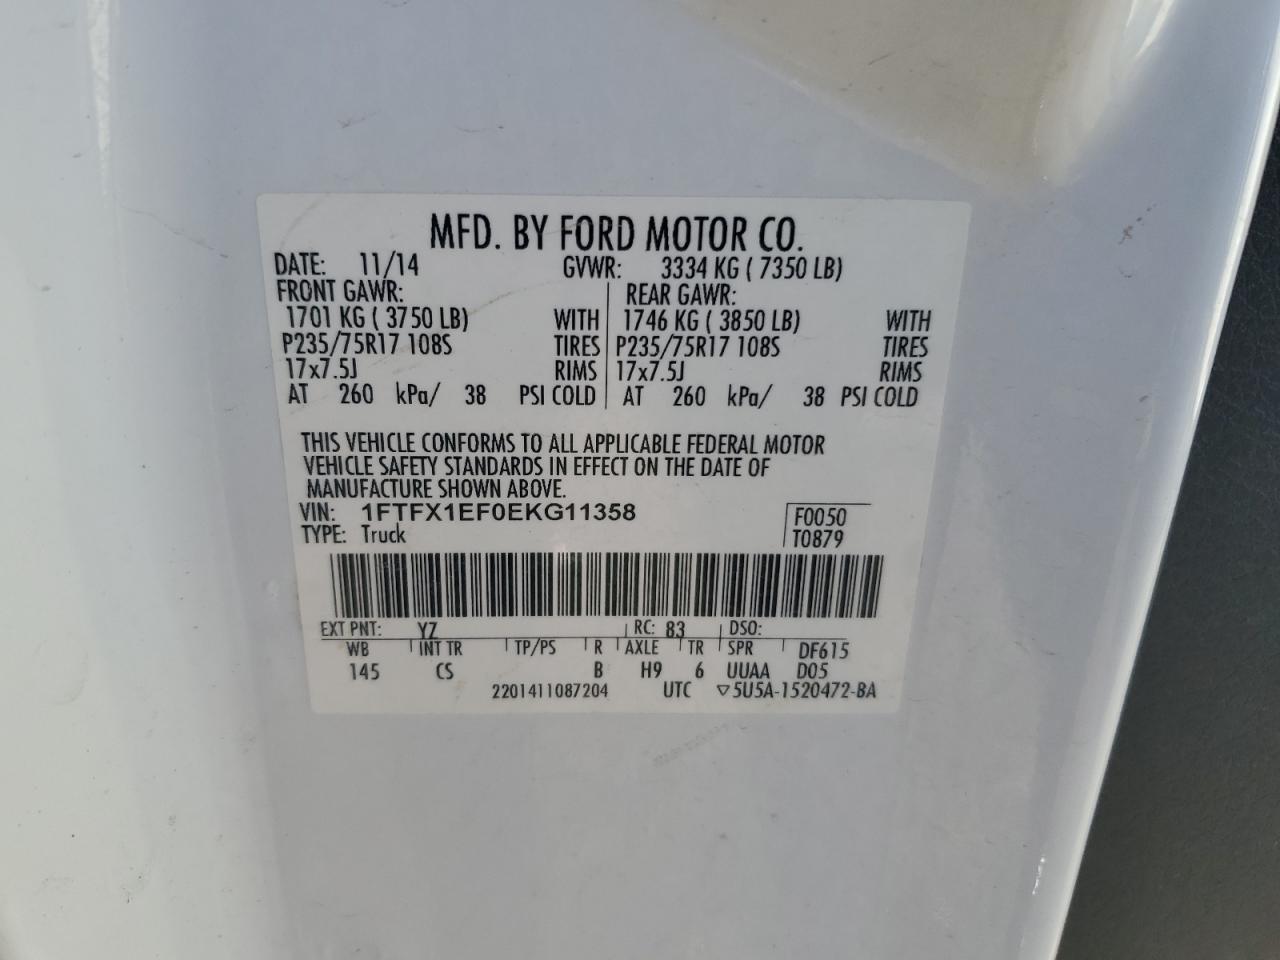 MFD. BY FORD MOTOR CO.
DATE: 11/14 GVWR: 3334 KG ( 7350 LB)
FRONT GAWR: REAR GAWR:
1701 KG ( 3750 LB) WITH 1746 KG ( 3850 LB) WITH
P235/75R17 108S TIRES P235/75R17 108S TIRES
17x7.5J RIMS 17x7.5J RIMS
AT 260 kPa/ 38 PSI COLD AT 260 kPa/ 38 PSI COLD
THIS VEHICLE CONFORMS TO ALL APPLICABLE FEDERAL MOTOR
VEHICLE SAFETY STANDARDS IN EFFECT ON THE DATE OF
MANUFACTURE SHOWN ABOVE.
VIN: 1FTFX1EF0EKG11358 F0050
TYPE: Truck T0879
EXT PNT: YZ RC: 83 DSO:
WB INT TR TP/PS R AXLE TR SPR DF615
145 CS B H9 6 UUAA D05
2201411087204 UTC ▽5U5A-1520472-BA